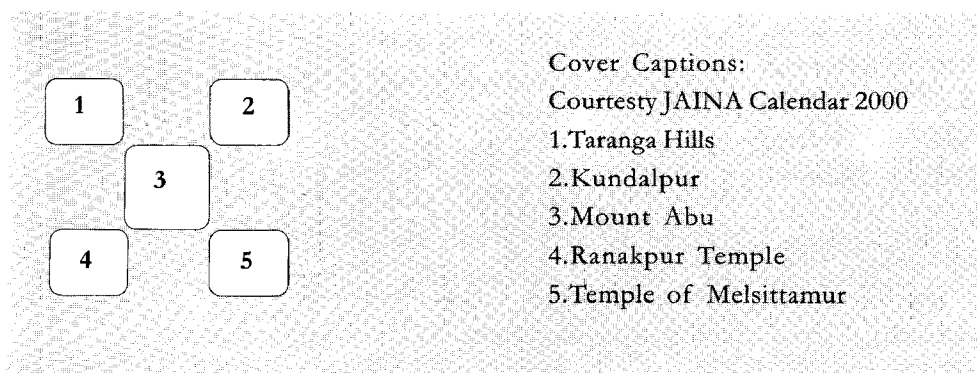 1
2
3
4
5
Cover Captions:
Courtesty JAINA Calendar 2000
1.Taranga Hills
2.Kundalpur
3.Mount Abu
4.Ranakpur Temple
5.Temple of Melsittamur